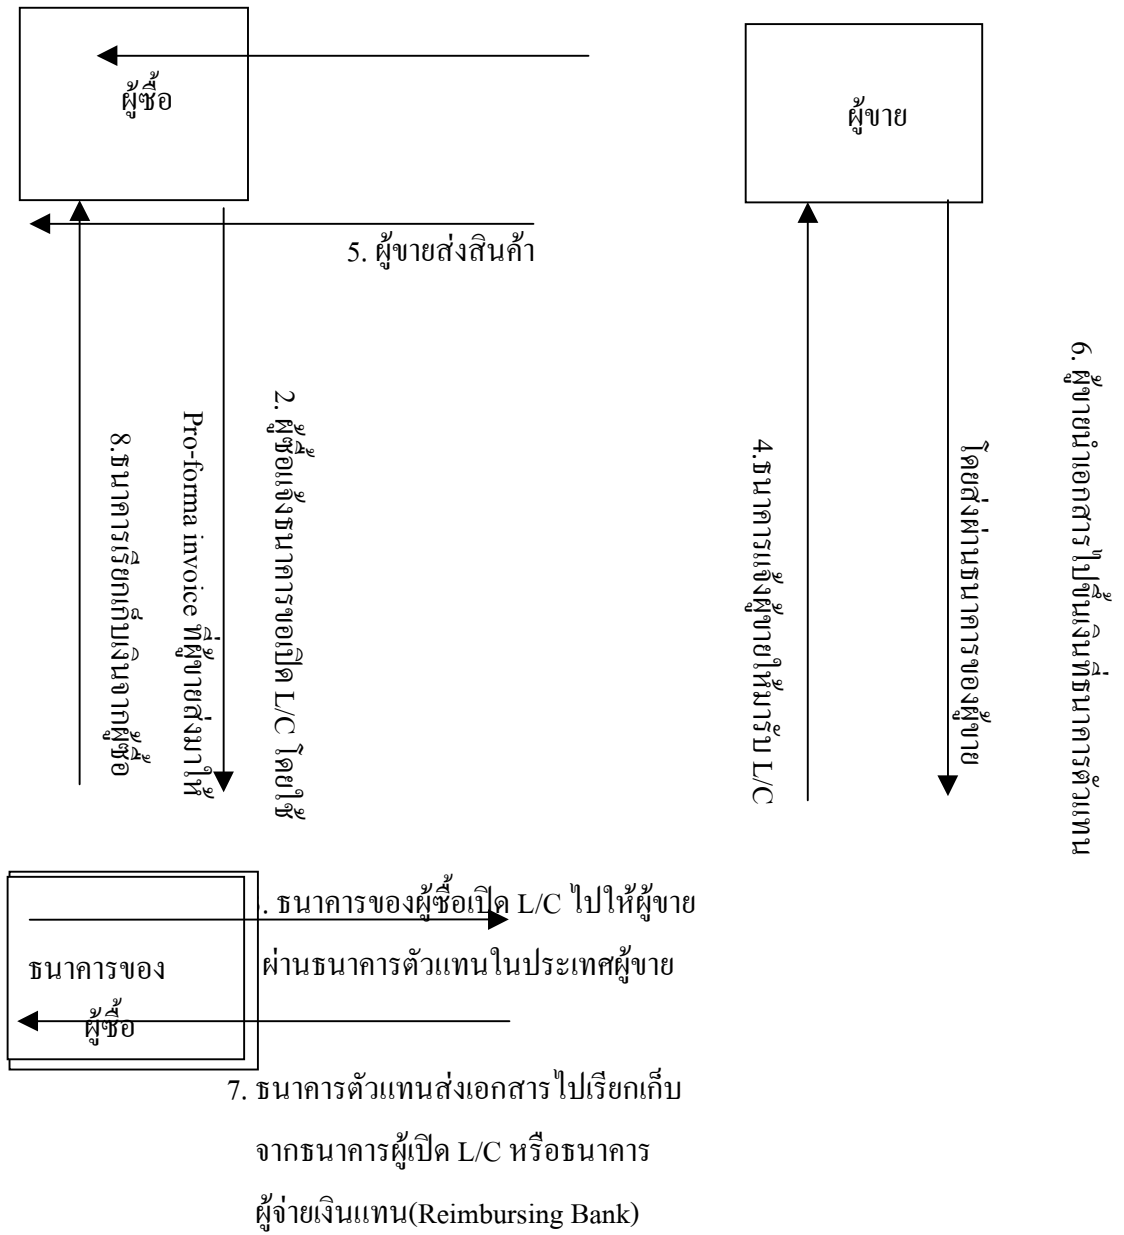 ผู้ซื้อ
ผู้ขาย
5. ผู้ขายส่งสินค้า
8.ธนาคารเรียกเก็บเงินจากผู้ซื้อ
2. ผู้ซื้อแจ้งธนาคารขอเปิด L/C โดยใช้
Pro-forma invoice ที่ผู้ขายส่งมาให้
4.ธนาคารแจ้งผู้ขายให้มารับ L/C
6. ผู้ขายนำเอกสารไปขึ้นเงินที่ธนาคารตัวแทน
โดยส่งผ่านธนาคารของผู้ขาย
. ธนาคารของผู้ซื้อเปิด L/C ไปให้ผู้ขาย
ผ่านธนาคารตัวแทนในประเทศผู้ขาย
ธนาคารของ
ผู้ซื้อ
7. ธนาคารตัวแทนส่งเอกสารไปเรียกเก็บ
จากธนาคารผู้เปิด L/C หรือธนาคาร
ผู้จ่ายเงินแทน(Reimbursing Bank)